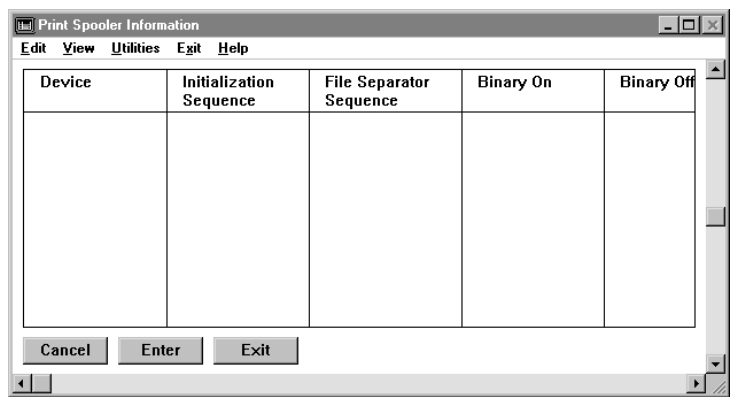 Print Spooler Information
Edit View Utilities Exit Help
Device Initialization Sequence File Separator Sequence Binary On Binary Off
Cancel Enter Exit